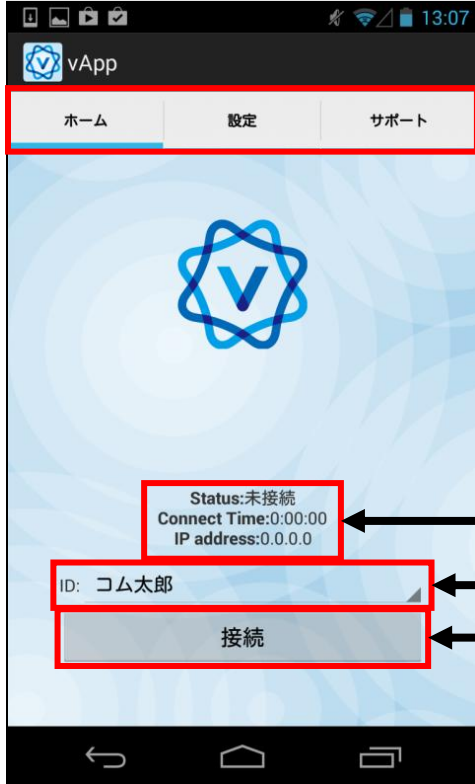 13:07
vApp
ホーム 設定 サポート
V
Status:未接続
Connect Time:0:00:00
IP address:0.0.0.0
ID: コム太郎
接続